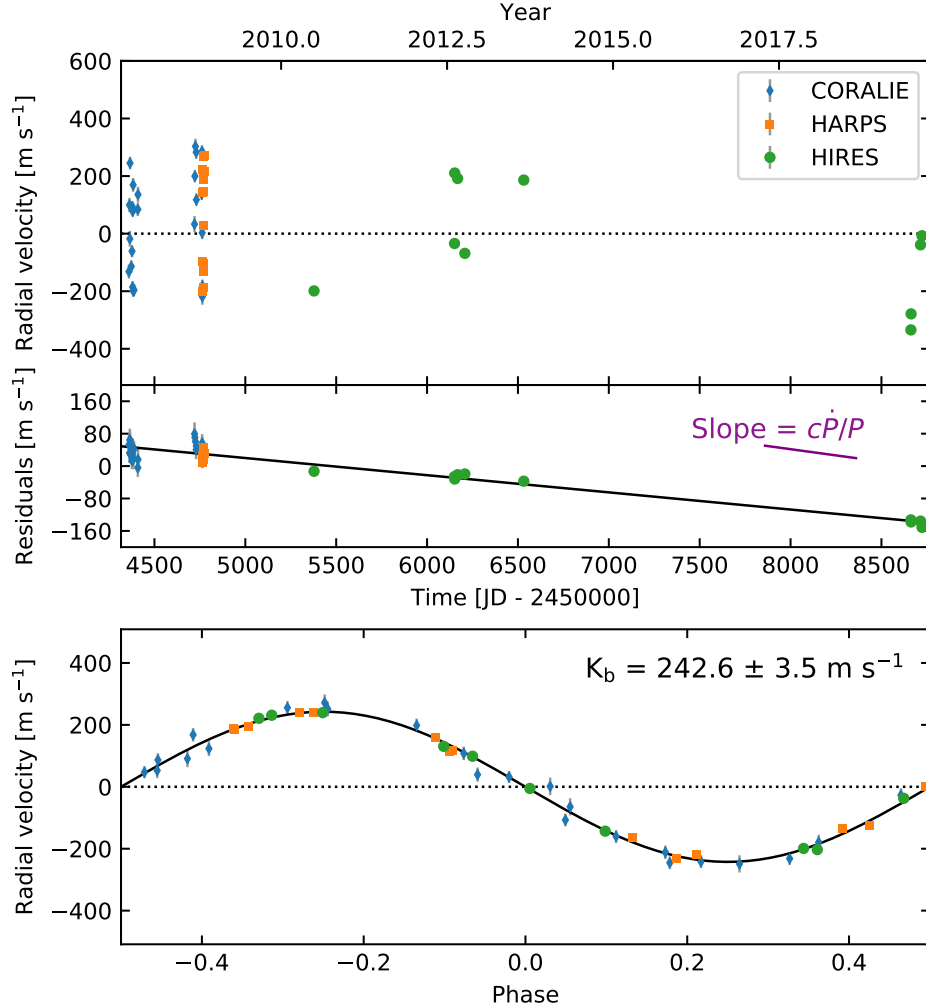 Year
2010.0 2012.5 2015.0 2017.5
600
400
200
0
−200
−400
Radial velocity [m s⁻¹]
CORALIE
HARPS
HIRES
160
80
0
−80
−160
Residuals [m s⁻¹]
Slope = cṖ/P
4500 5000 5500 6000 6500 7000 7500 8000 8500
Time [JD - 2450000]
400
200
0
−200
−400
Radial velocity [m s⁻¹]
K_b = 242.6 ± 3.5 m s⁻¹
−0.4 −0.2 0.0 0.2 0.4
Phase